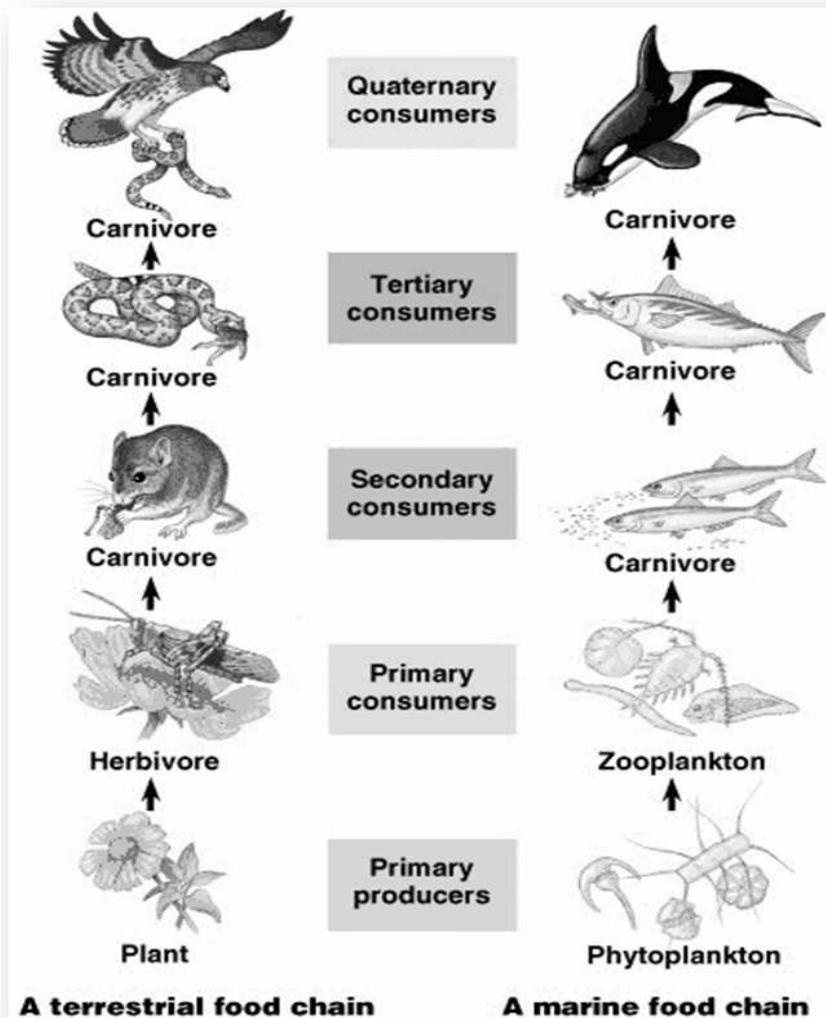 Quaternary
consumers
Carnivore
Carnivore
Tertiary
consumers
Carnivore
Carnivore
Secondary
consumers
Carnivore
Carnivore
Primary
consumers
Herbivore
Zooplankton
Primary
producers
Plant
Phytoplankton
A terrestrial food chain
A marine food chain